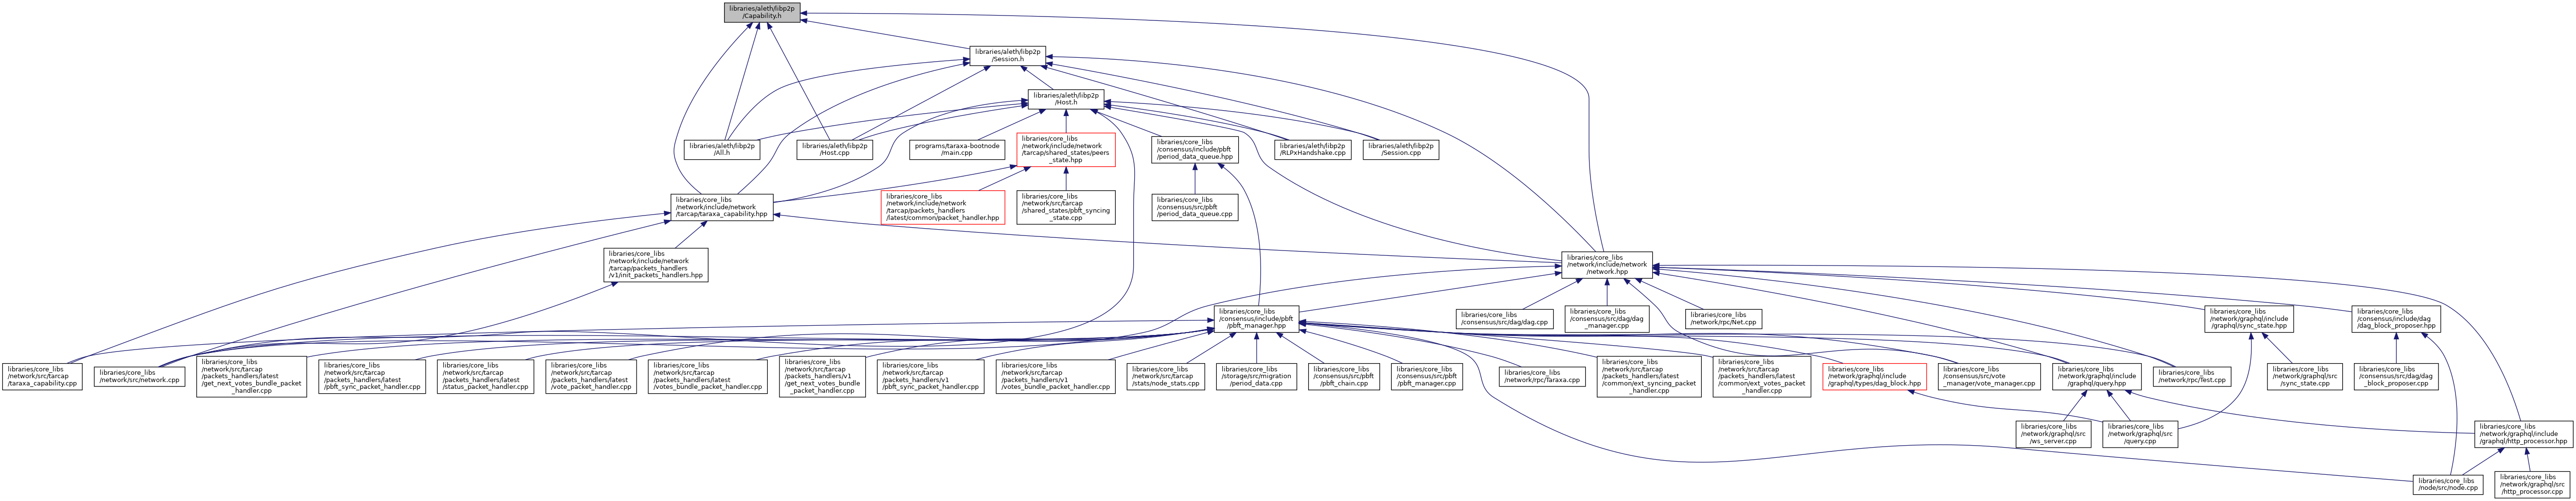 libraries/aleth/libp2p
/Capability.h
libraries/aleth/libp2p
/Session.h
libraries/aleth/libp2p
/Host.h
libraries/aleth/libp2p
/All.h
libraries/aleth/libp2p
/Host.cpp
programs/taraxa-bootnode
/main.cpp
libraries/core_libs
/network/include/network
/tarcap/shared_states/peers
_state.hpp
libraries/core_libs
/consensus/include/pbft
/period_data_queue.hpp
libraries/aleth/libp2p
/RLPxHandshake.cpp
libraries/aleth/libp2p
/Session.cpp
libraries/core_libs
/network/include/network
/tarcap/taraxa_capability.hpp
libraries/core_libs
/network/include/network
/tarcap/packets_handlers
/latest/common/packet_handler.hpp
libraries/core_libs
/network/src/tarcap
/shared_states/pbft_syncing
_state.cpp
libraries/core_libs
/consensus/src/pbft
/period_data_queue.cpp
libraries/core_libs
/network/include/network
/tarcap/packets_handlers
/v1/init_packets_handlers.hpp
libraries/core_libs
/network/include/network
/network.hpp
libraries/core_libs
/consensus/include/pbft
/pbft_manager.hpp
libraries/core_libs
/consensus/src/dag/dag.cpp
libraries/core_libs
/consensus/src/dag/dag
_manager.cpp
libraries/core_libs
/network/rpc/Net.cpp
libraries/core_libs
/network/graphql/include
/graphql/sync_state.hpp
libraries/core_libs
/consensus/include/dag
/dag_block_proposer.hpp
libraries/core_libs
/network/src/tarcap
/taraxa_capability.cpp
libraries/core_libs
/network/src/network.cpp
libraries/core_libs
/network/src/tarcap
/packets_handlers/latest
/get_next_votes_bundle_packet
_handler.cpp
libraries/core_libs
/network/src/tarcap
/packets_handlers/latest
/pbft_sync_packet_handler.cpp
libraries/core_libs
/network/src/tarcap
/packets_handlers/latest
/status_packet_handler.cpp
libraries/core_libs
/network/src/tarcap
/packets_handlers/latest
/vote_packet_handler.cpp
libraries/core_libs
/network/src/tarcap
/packets_handlers/latest
/votes_bundle_packet_handler.cpp
libraries/core_libs
/network/src/tarcap
/packets_handlers/v1
/get_next_votes_bundle
_packet_handler.cpp
libraries/core_libs
/network/src/tarcap
/packets_handlers/v1
/pbft_sync_packet_handler.cpp
libraries/core_libs
/network/src/tarcap
/packets_handlers/v1
/votes_bundle_packet_handler.cpp
libraries/core_libs
/network/src/tarcap
/stats/node_stats.cpp
libraries/core_libs
/storage/src/migration
/period_data.cpp
libraries/core_libs
/consensus/src/pbft
/pbft_chain.cpp
libraries/core_libs
/consensus/src/pbft
/pbft_manager.cpp
libraries/core_libs
/network/rpc/Taraxa.cpp
libraries/core_libs
/network/src/tarcap
/packets_handlers/latest
/common/ext_syncing_packet
_handler.cpp
libraries/core_libs
/network/src/tarcap
/packets_handlers/latest
/common/ext_votes_packet
_handler.cpp
libraries/core_libs
/network/graphql/include
/graphql/types/dag_block.hpp
libraries/core_libs
/consensus/src/vote
_manager/vote_manager.cpp
libraries/core_libs
/network/graphql/include
/graphql/query.hpp
libraries/core_libs
/network/rpc/Test.cpp
libraries/core_libs
/network/graphql/src
/sync_state.cpp
libraries/core_libs
/consensus/src/dag/dag
_block_proposer.cpp
libraries/core_libs
/network/graphql/src
/ws_server.cpp
libraries/core_libs
/network/graphql/src
/query.cpp
libraries/core_libs
/network/graphql/include
/graphql/http_processor.hpp
libraries/core_libs
/node/src/node.cpp
libraries/core_libs
/network/graphql/src
/http_processor.cpp